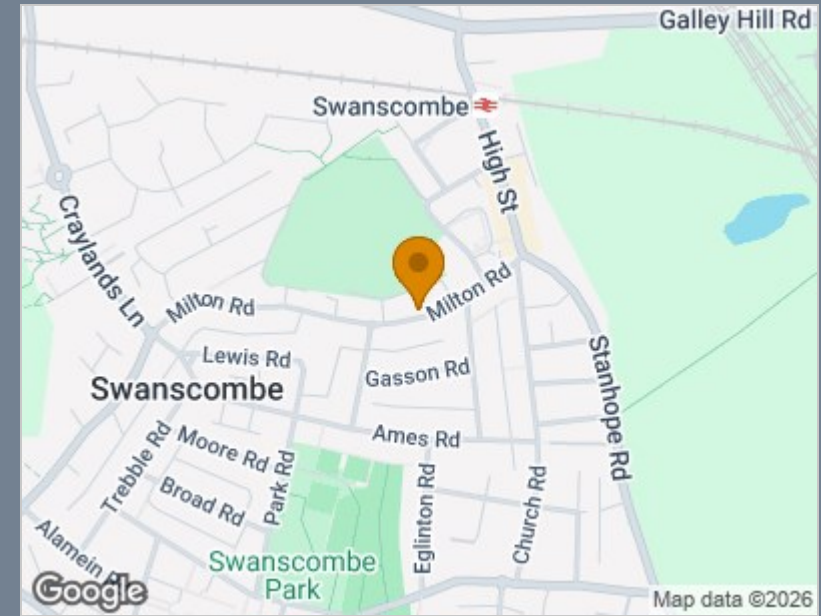 Galley Hill Rd
Swanscombe
High St
Craylands Ln
Milton Rd
Milton Rd
Lewis Rd
Gasson Rd
Stanhope Rd
Swanscombe
Ames Rd
Moore Rd
Trebble Rd
Park Rd
Broad Rd
Eglinton Rd
Church Rd
Alamein
Swanscombe
Park
Google
Map data ©2026